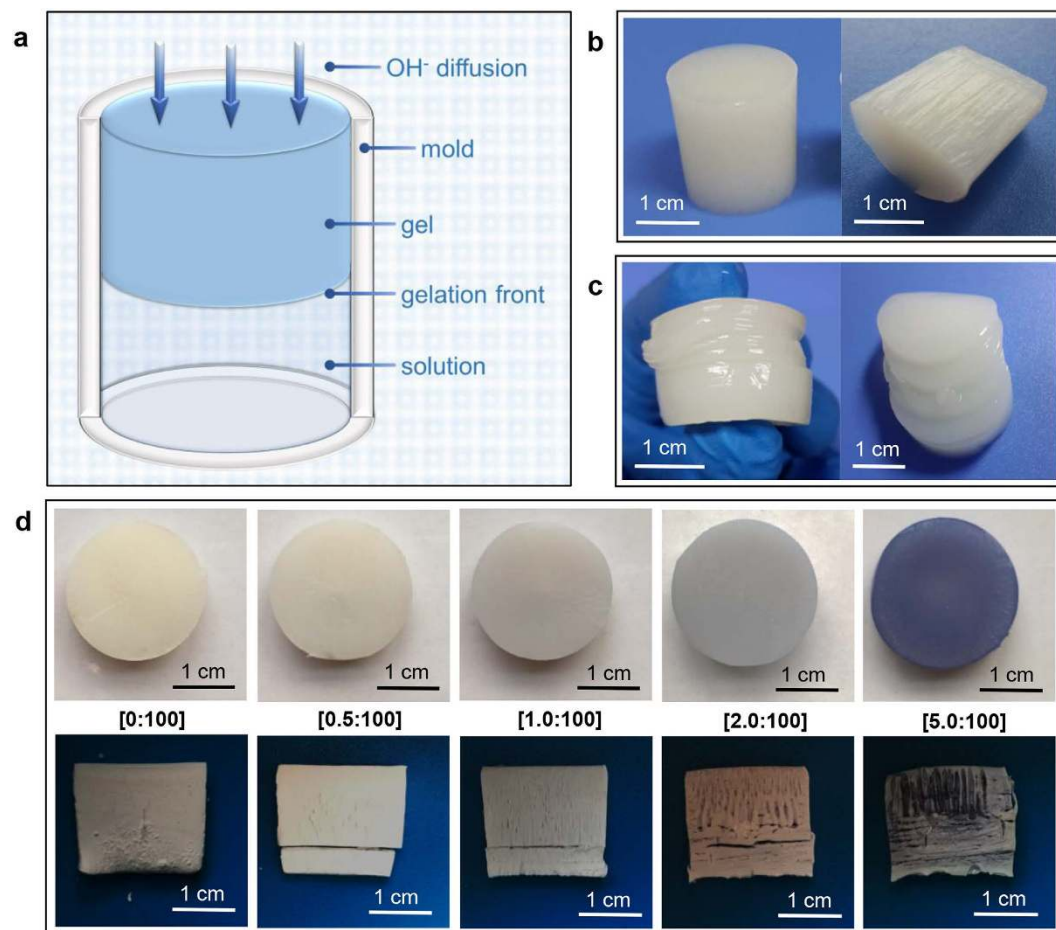 a
OH- diffusion
mold
gel
gelation front
solution
b
1 cm
1 cm
c
1 cm
1 cm
d
1 cm
1 cm
1 cm
1 cm
1 cm
[0:100]
[0.5:100]
[1.0:100]
[2.0:100]
[5.0:100]
1 cm
1 cm
1 cm
1 cm
1 cm